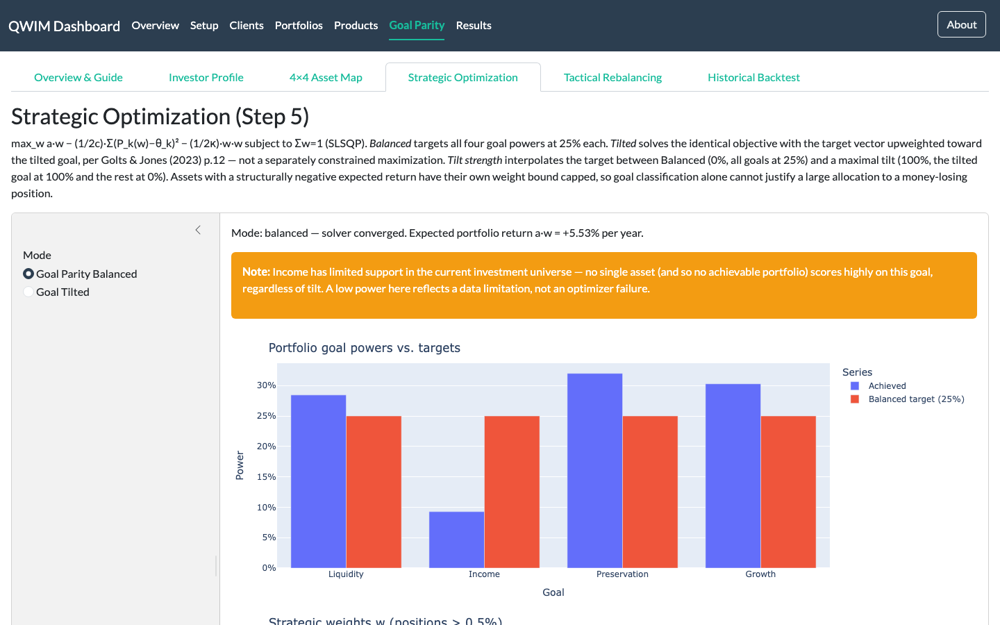 QWIM Dashboard Overview Setup Clients Portfolios Products Goal Parity Results About
Overview & Guide Investor Profile 4×4 Asset Map Strategic Optimization Tactical Rebalancing Historical Backtest
Strategic Optimization (Step 5)
max_w a·w − (1/2c)·Σ(P_k(w)−θ_k)² − (1/2κ)·w·w subject to Σw=1 (SLSQP). Balanced targets all four goal powers at 25% each. Tilted solves the identical objective with the target vector upweighted toward
the tilted goal, per Golts & Jones (2023) p.12 — not a separately constrained maximization. Tilt strength interpolates the target between Balanced (0%, all goals at 25%) and a maximal tilt (100%, the tilted
goal at 100% and the rest at 0%). Assets with a structurally negative expected return have their own weight bound capped, so goal classification alone cannot justify a large allocation to a money-losing
position.
Mode
Goal Parity Balanced
Goal Tilted
Mode: balanced — solver converged. Expected portfolio return a·w = +5.53% per year.
Note: Income has limited support in the current investment universe — no single asset (and so no achievable portfolio) scores highly on this goal,
regardless of tilt. A low power here reflects a data limitation, not an optimizer failure.
Portfolio goal powers vs. targets
Series
Achieved
Balanced target (25%)
Power
30%
25%
20%
15%
10%
5%
0%
Liquidity Income Preservation Growth
Goal
Strategic weights w (positions > 0.5%)